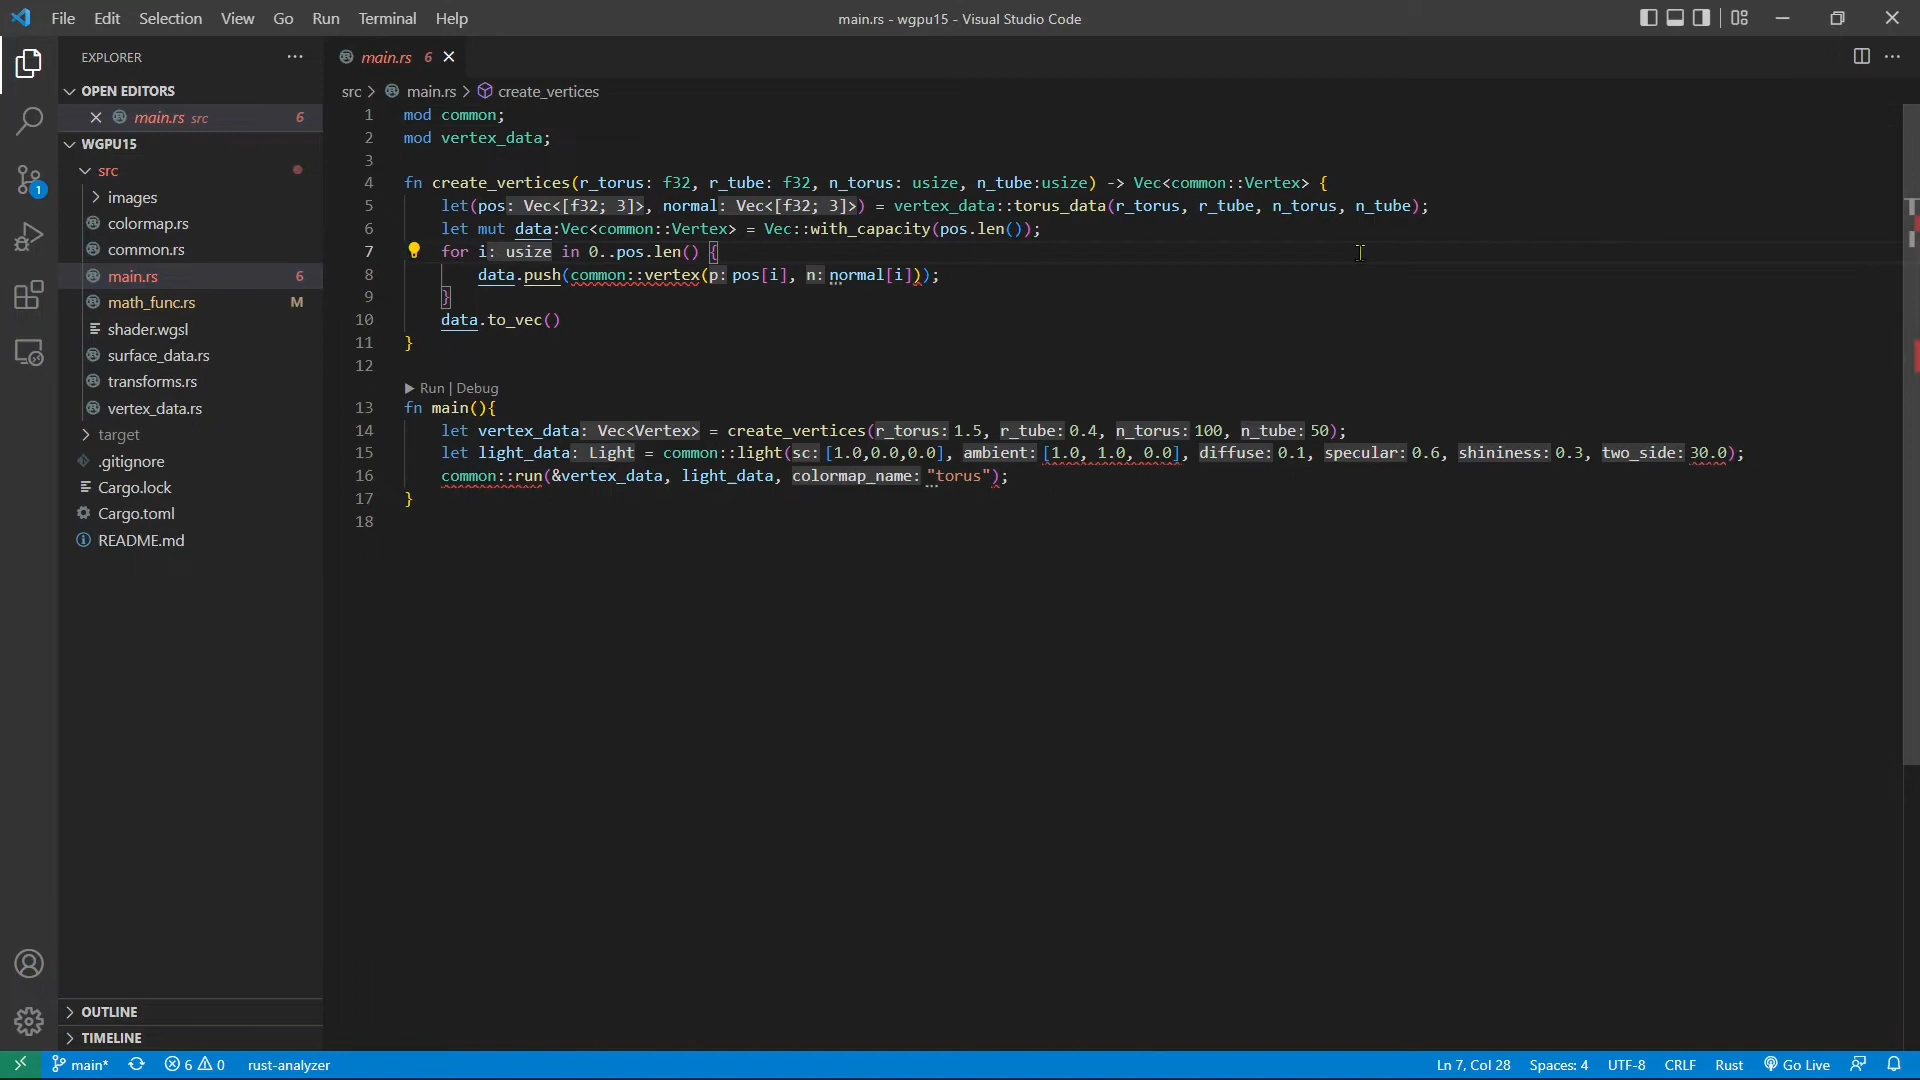 File Edit Selection View Go Run Terminal Help
main.rs - wgpu15 - Visual Studio Code
EXPLORER
OPEN EDITORS
main.rs src 6
WGPU15
src
images
colormap.rs
common.rs
main.rs 6
math_func.rs M
shader.wgsl
surface_data.rs
transforms.rs
vertex_data.rs
target
.gitignore
Cargo.lock
Cargo.toml
README.md
OUTLINE
TIMELINE
1
main.rs 6
src > main.rs > create_vertices
1 mod common;
2 mod vertex_data;
3
4 fn create_vertices(r_torus: f32, r_tube: f32, n_torus: usize, n_tube:usize) -> Vec<common::Vertex> {
5 let(pos: Vec<[f32; 3]>, normal: Vec<[f32; 3]>) = vertex_data::torus_data(r_torus, r_tube, n_torus, n_tube);
6 let mut data:Vec<common::Vertex> = Vec::with_capacity(pos.len());
7 for i: usize in 0..pos.len() {
8 data.push(common::vertex(p: pos[i], n: normal[i]));
9 }
10 data.to_vec()
11 }
12
Run | Debug
13 fn main(){
14 let vertex_data: Vec<Vertex> = create_vertices(r_torus: 1.5, r_tube: 0.4, n_torus: 100, n_tube: 50);
15 let light_data: Light = common::light(sc: [1.0,0.0,0.0], ambient: [1.0, 1.0, 0.0], diffuse: 0.1, specular: 0.6, shininess: 0.3, two_side: 30.0);
16 common::run(&vertex_data, light_data, colormap_name: "torus");
17 }
18
main* 6 0 rust-analyzer
Ln 7, Col 28 Spaces: 4 UTF-8 CRLF Rust Go Live